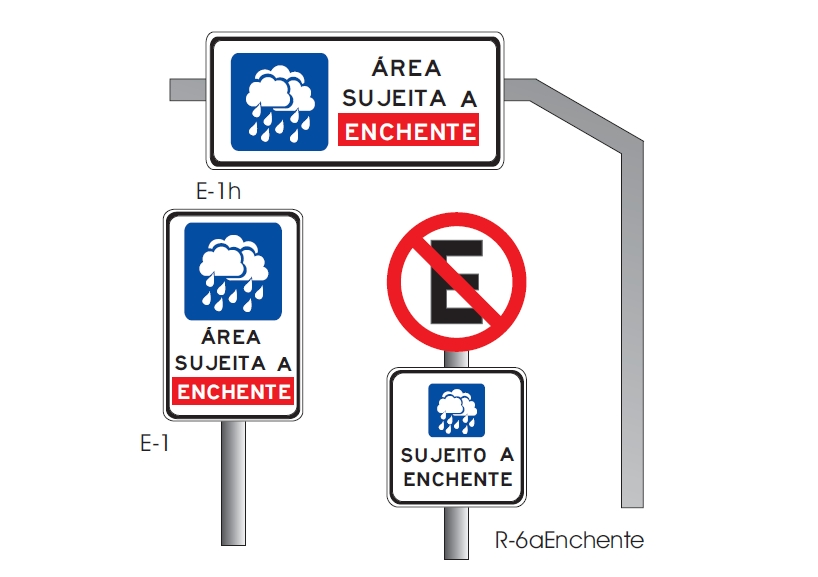 ÁREA
SUJEITA A
ENCHENTE
E-1h
ÁREA
SUJEITA A
ENCHENTE
E-1
E
SUJEITO A
ENCHENTE
R-6aEnchente